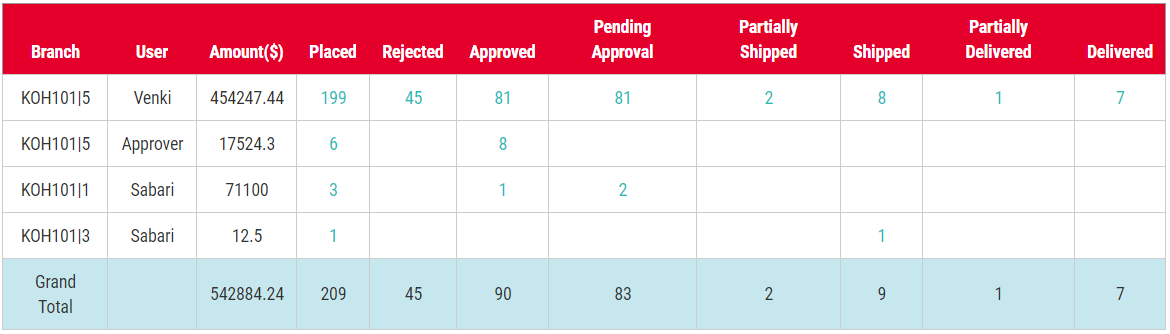 Branch User Amount($) Placed Rejected Approved Pending Approval Partially Shipped Shipped Partially Delivered Delivered
KOH101|5 Venki 454247.44 199 45 81 81 2 8 1 7
KOH101|5 Approver 17524.3 6 8
KOH101|1 Sabari 71100 3 1 2
KOH101|3 Sabari 12.5 1 1
Grand Total 542884.24 209 45 90 83 2 9 1 7